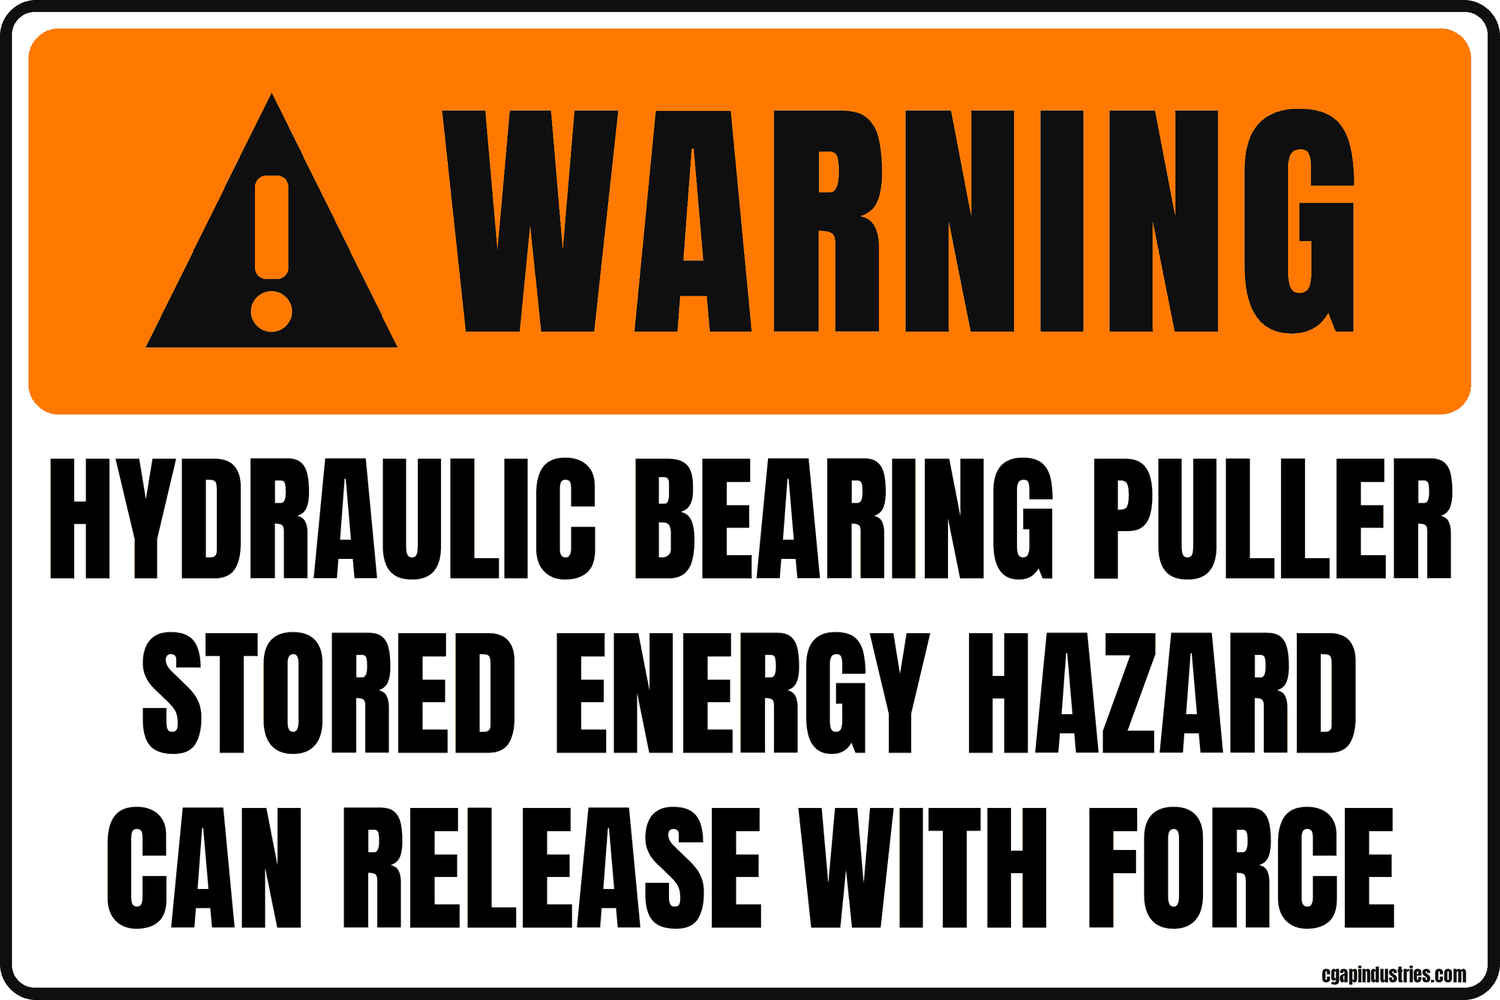 WARNING
HYDRAULIC BEARING PULLER
STORED ENERGY HAZARD
CAN RELEASE WITH FORCE
cgapindustries.com